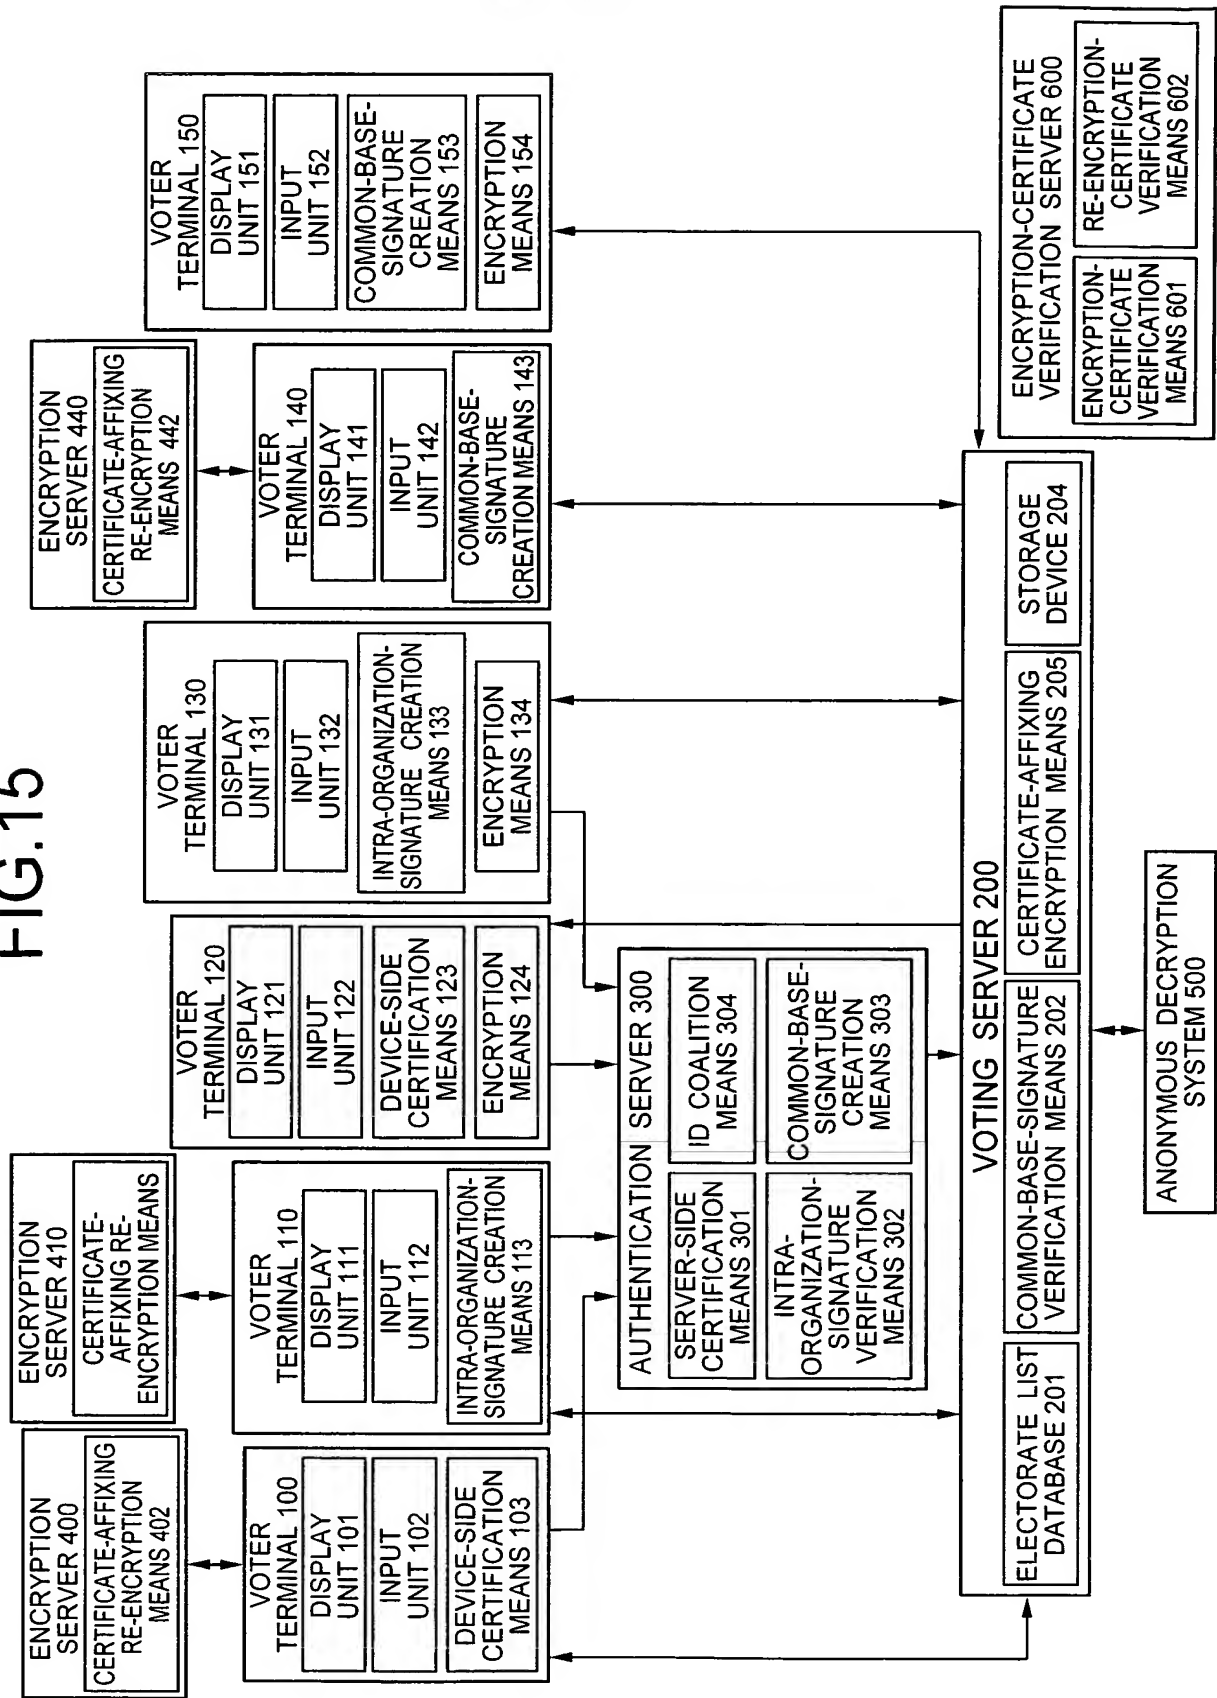 FIG.15
ENCRYPTION
SERVER 400
CERTIFICATE-AFFIXING
RE-ENCRYPTION
MEANS 402
ENCRYPTION
SERVER 410
CERTIFICATE-
AFFIXING RE-
ENCRYPTION MEANS
ENCRYPTION
SERVER 440
CERTIFICATE-AFFIXING
RE-ENCRYPTION
MEANS 442
VOTER
TERMINAL 100
DISPLAY
UNIT 101
INPUT
UNIT 102
DEVICE-SIDE
CERTIFICATION
MEANS 103
VOTER
TERMINAL 110
DISPLAY
UNIT 111
INPUT
UNIT 112
INTRA-ORGANIZATION-
SIGNATURE CREATION
MEANS 113
VOTER
TERMINAL 120
DISPLAY
UNIT 121
INPUT
UNIT 122
DEVICE-SIDE
CERTIFICATION
MEANS 123
ENCRYPTION
MEANS 124
VOTER
TERMINAL 130
DISPLAY
UNIT 131
INPUT
UNIT 132
INTRA-ORGANIZATION-
SIGNATURE CREATION
MEANS 133
ENCRYPTION
MEANS 134
VOTER
TERMINAL 140
DISPLAY
UNIT 141
INPUT
UNIT 142
COMMON-BASE-
SIGNATURE
CREATION MEANS 143
VOTER
TERMINAL 150
DISPLAY
UNIT 151
INPUT
UNIT 152
COMMON-BASE-
SIGNATURE
CREATION
MEANS 153
ENCRYPTION
MEANS 154
AUTHENTICATION SERVER 300
SERVER-SIDE
CERTIFICATION
MEANS 301
ID COALITION
MEANS 304
INTRA-
ORGANIZATION-
SIGNATURE
VERIFICATION
MEANS 302
COMMON-BASE-
SIGNATURE
CREATION
MEANS 303
VOTING SERVER 200
ELECTORATE LIST
DATABASE 201
COMMON-BASE-SIGNATURE
VERIFICATION MEANS 202
CERTIFICATE-AFFIXING
ENCRYPTION MEANS 205
STORAGE
DEVICE 204
ENCRYPTION-CERTIFICATE
VERIFICATION SERVER 600
ENCRYPTION-
CERTIFICATE
VERIFICATION
MEANS 601
RE-ENCRYPTION-
CERTIFICATE
VERIFICATION
MEANS 602
ANONYMOUS DECRYPTION
SYSTEM 500